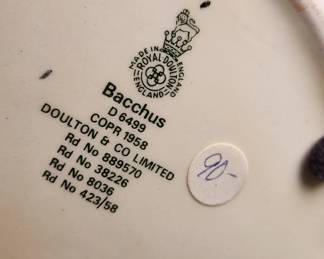 MADE IN ENGLAND
ROYAL DOULTON
ENGLAND
Bacchus
D 6499
COPR 1958
DOULTON & CO LIMITED
Rd No 889570
Rd No 38226
Rd No 8036
Rd No 423/58
90-